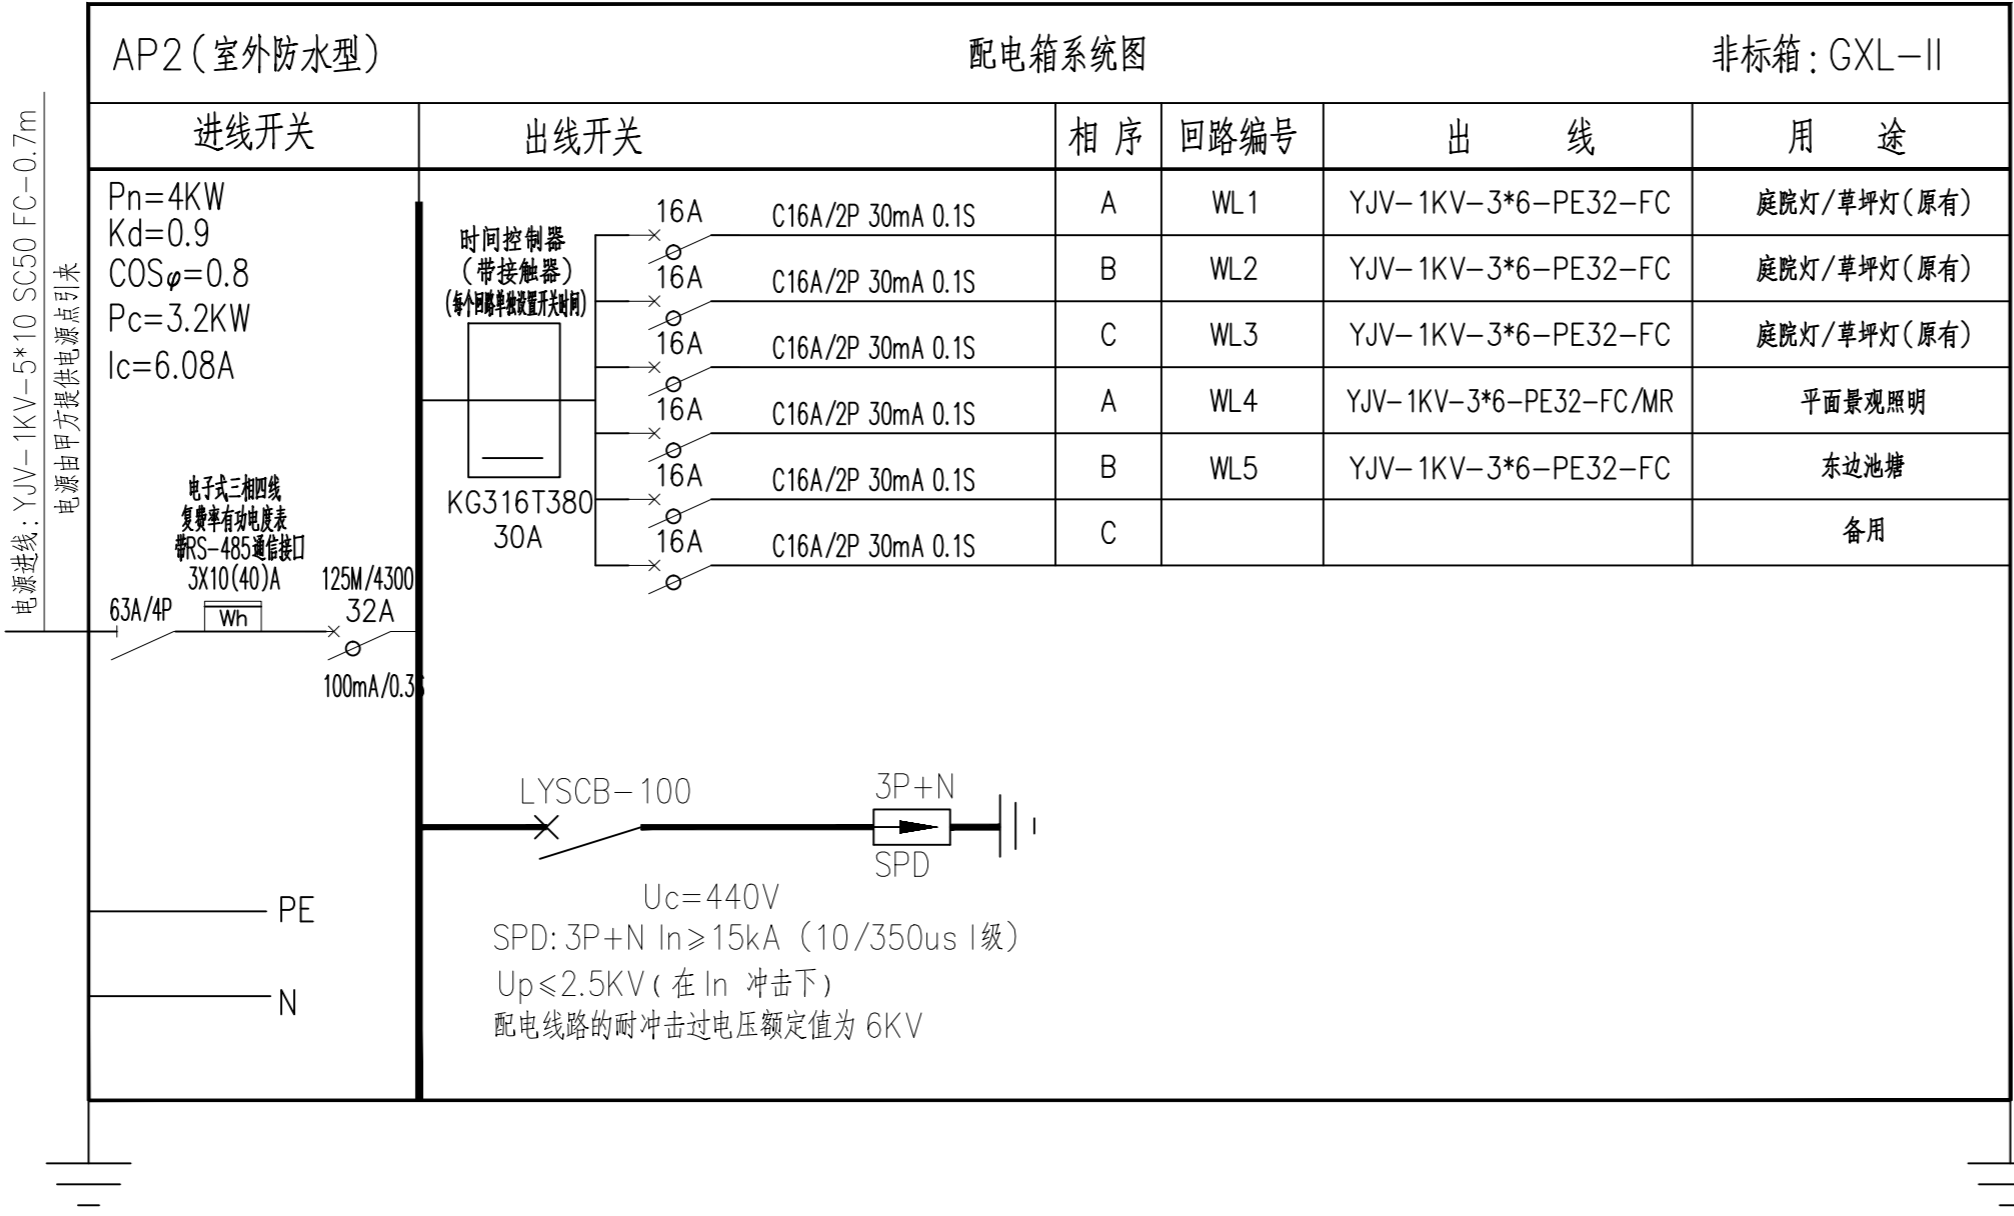 AP2(室外防水型)
配电箱系统图
非标箱: GXL-II
进线开关
出线开关
相 序
回路编号
出 线
用 途
电源进线: YJV-1KV-5*10 SC50 FC-0.7m
电源由甲方提供电源点引来
Pn=4KW
Kd=0.9
COSφ=0.8
Pc=3.2KW
Ic=6.08A
电子式三相四线
复费率有功电度表
带RS-485通信接口
3X10(40)A
63A/4P
Wh
125M/4300
32A
100mA/0.3S
时间控制器
(带接触器)
(每个回路单独设置开关时间)
KG316T380
30A
16A C16A/2P 30mA 0.1S A WL1 YJV-1KV-3*6-PE32-FC 庭院灯/草坪灯(原有)
16A C16A/2P 30mA 0.1S B WL2 YJV-1KV-3*6-PE32-FC 庭院灯/草坪灯(原有)
16A C16A/2P 30mA 0.1S C WL3 YJV-1KV-3*6-PE32-FC 庭院灯/草坪灯(原有)
16A C16A/2P 30mA 0.1S A WL4 YJV-1KV-3*6-PE32-FC/MR 平面景观照明
16A C16A/2P 30mA 0.1S B WL5 YJV-1KV-3*6-PE32-FC 东边池塘
16A C16A/2P 30mA 0.1S C 备用
LYSCB-100
3P+N
SPD
Uc=440V
SPD: 3P+N In≥15kA (10/350us I级)
Up≤2.5KV(在In 冲击下)
配电线路的耐冲击过电压额定值为 6KV
PE
N